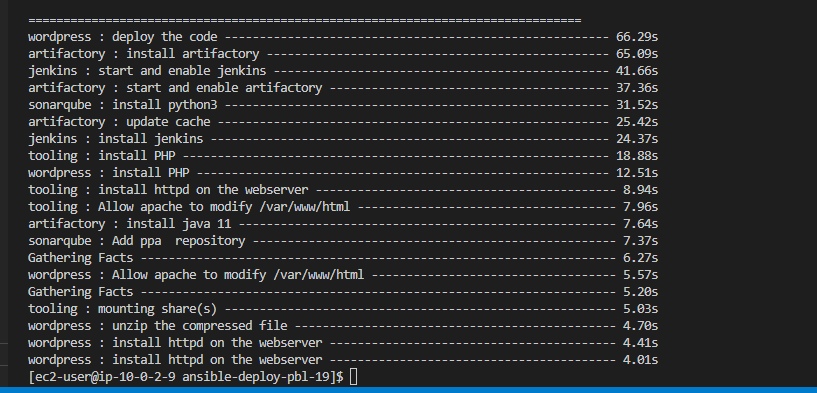 ===============================================================================
wordpress : deploy the code ------------------------------------------------------- 66.29s
artifactory : install artifactory ------------------------------------------------- 65.09s
jenkins : start and enable jenkins ------------------------------------------------ 41.66s
artifactory : start and enable artifactory ---------------------------------------- 37.36s
sonarqube : install python3 ------------------------------------------------------- 31.52s
artifactory : update cache -------------------------------------------------------- 25.42s
jenkins : install jenkins --------------------------------------------------------- 24.37s
tooling : install PHP ------------------------------------------------------------- 18.88s
wordpress : install PHP ----------------------------------------------------------- 12.51s
tooling : install httpd on the webserver ------------------------------------------- 8.94s
tooling : Allow apache to modify /var/www/html ------------------------------------- 7.96s
artifactory : install java 11 ------------------------------------------------------ 7.64s
sonarqube : Add ppa  repository ---------------------------------------------------- 7.37s
Gathering Facts -------------------------------------------------------------------- 6.27s
wordpress : Allow apache to modify /var/www/html ----------------------------------- 5.57s
Gathering Facts -------------------------------------------------------------------- 5.20s
tooling : mounting share(s) -------------------------------------------------------- 5.03s
wordpress : unzip the compressed file ---------------------------------------------- 4.70s
wordpress : install httpd on the webserver ----------------------------------------- 4.41s
wordpress : install httpd on the webserver ----------------------------------------- 4.01s
[ec2-user@ip-10-0-2-9 ansible-deploy-pbl-19]$